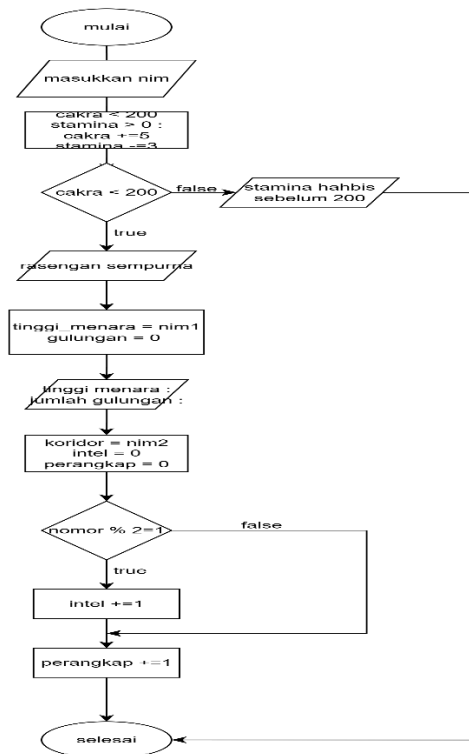 mulai
masukkan nim
cakra < 200
stamina > 0 :
cakra +=5
stamina -=3
cakra < 200
false
stamina hahbis
sebelum 200
true
rasengan sempurna
tinggi_menara = nim1
gulungan = 0
tinggi menara :
jumlah gulungan :
koridor = nim2
intel = 0
perangkap = 0
nomor % 2=1
false
true
intel +=1
perangkap +=1
selesai